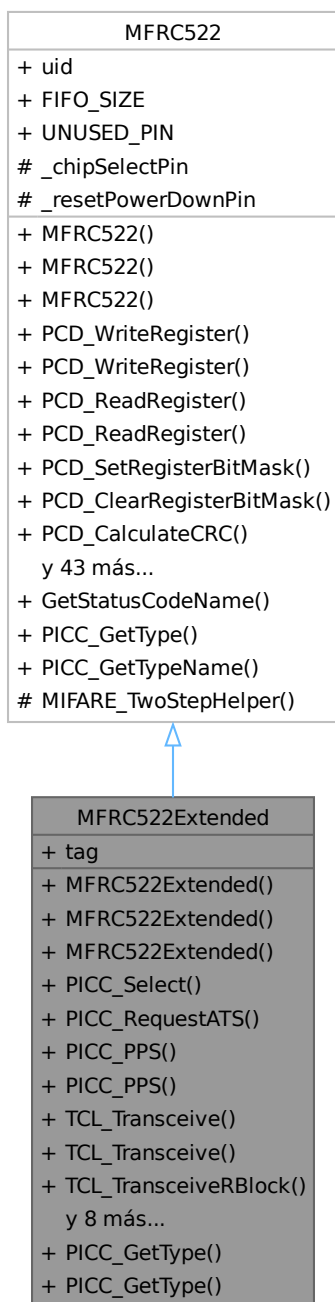 MFRC522
+ uid
+ FIFO_SIZE
+ UNUSED_PIN
# _chipSelectPin
# _resetPowerDownPin
+ MFRC522()
+ MFRC522()
+ MFRC522()
+ PCD_WriteRegister()
+ PCD_WriteRegister()
+ PCD_ReadRegister()
+ PCD_ReadRegister()
+ PCD_SetRegisterBitMask()
+ PCD_ClearRegisterBitMask()
+ PCD_CalculateCRC()
y 43 más...
+ GetStatusCodeName()
+ PICC_GetType()
+ PICC_GetTypeName()
# MIFARE_TwoStepHelper()
MFRC522Extended
+ tag
+ MFRC522Extended()
+ MFRC522Extended()
+ MFRC522Extended()
+ PICC_Select()
+ PICC_RequestATS()
+ PICC_PPS()
+ PICC_PPS()
+ TCL_Transceive()
+ TCL_Transceive()
+ TCL_TransceiveRBlock()
y 8 más...
+ PICC_GetType()
+ PICC_GetType()